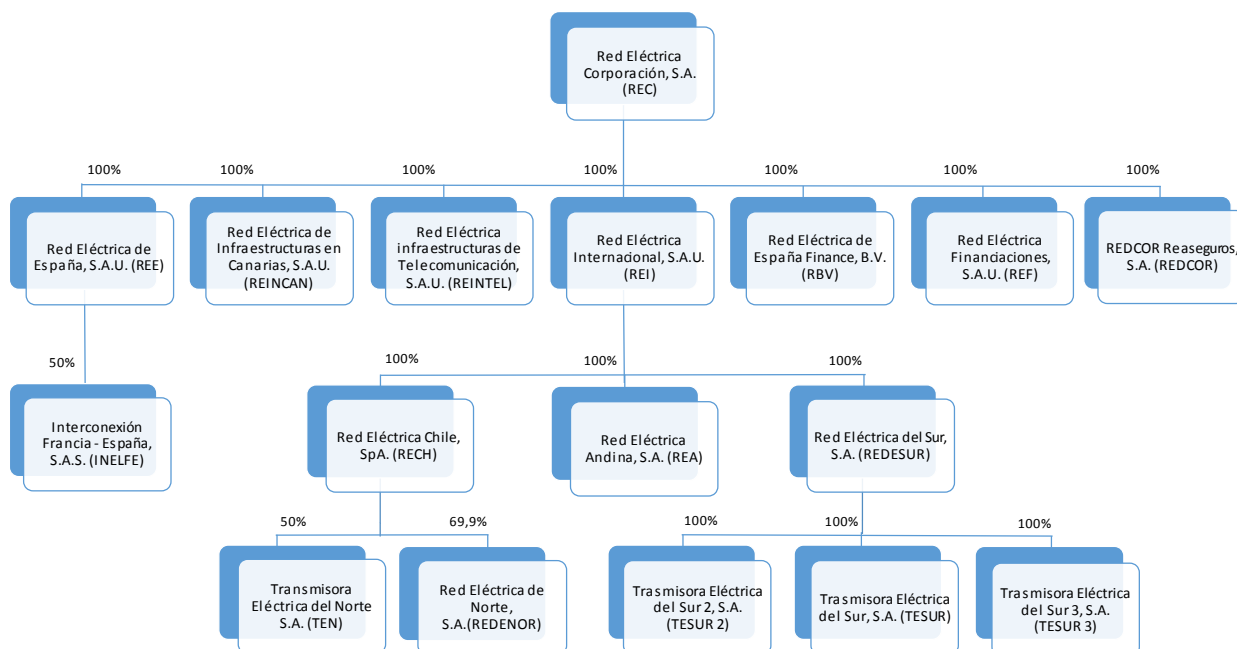 Red Eléctrica
Corporación, S.A.
(REC)
100%
100%
100%
100%
100%
100%
100%
Red Eléctrica de
España, S.A.U. (REE)
Red Eléctrica de
Infraestructuras en
Canarias, S.A.U.
(REINCAN)
Red Eléctrica
infraestructuras de
Telecomunicación,
S.A.U. (REINTEL)
Red Eléctrica
Internacional, S.A.U.
(REI)
Red Eléctrica de
España Finance, B.V.
(RBV)
Red Eléctrica
Financiaciones,
S.A.U. (REF)
REDCOR Reaseguros,
S.A. (REDCOR)
50%
100%
100%
100%
Interconexión
Francia - España,
S.A.S. (INELFE)
Red Eléctrica Chile,
SpA. (RECH)
Red Eléctrica
Andina, S.A. (REA)
Red Eléctrica del Sur,
S.A. (REDESUR)
50%
69,9%
100%
100%
100%
Transmisora
Eléctrica del Norte
S.A. (TEN)
Red Eléctrica de
Norte,
S.A.(REDENOR)
Trasmisora Eléctrica
del Sur 2, S.A.
(TESUR 2)
Trasmisora Eléctrica
del Sur, S.A. (TESUR)
Trasmisora Eléctrica
del Sur 3, S.A.
(TESUR 3)